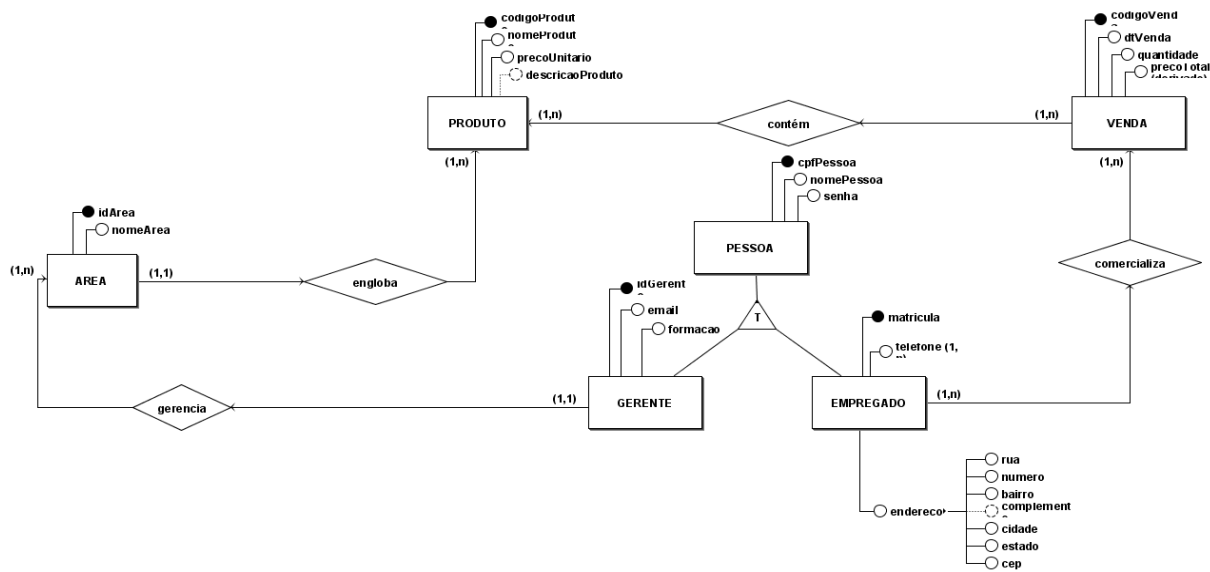 codigoProdut
nomeProdut
precoUnitario
descricaoProduto
PRODUTO
(1,n)
(1,n)
contém
(1,n)
codigoVend
dtVenda
quantidade
precoTotal
(derivado)
VENDA
(1,n)
cpfPessoa
nomePessoa
senha
PESSOA
T
idArea
nomeArea
AREA
(1,n)
(1,1)
engloba
comercializa
idGerent
email
formacao
GERENTE
(1,1)
gerencia
matricula
telefone (1,
n)
EMPREGADO
(1,n)
endereco
rua
numero
bairro
complement
cidade
estado
cep